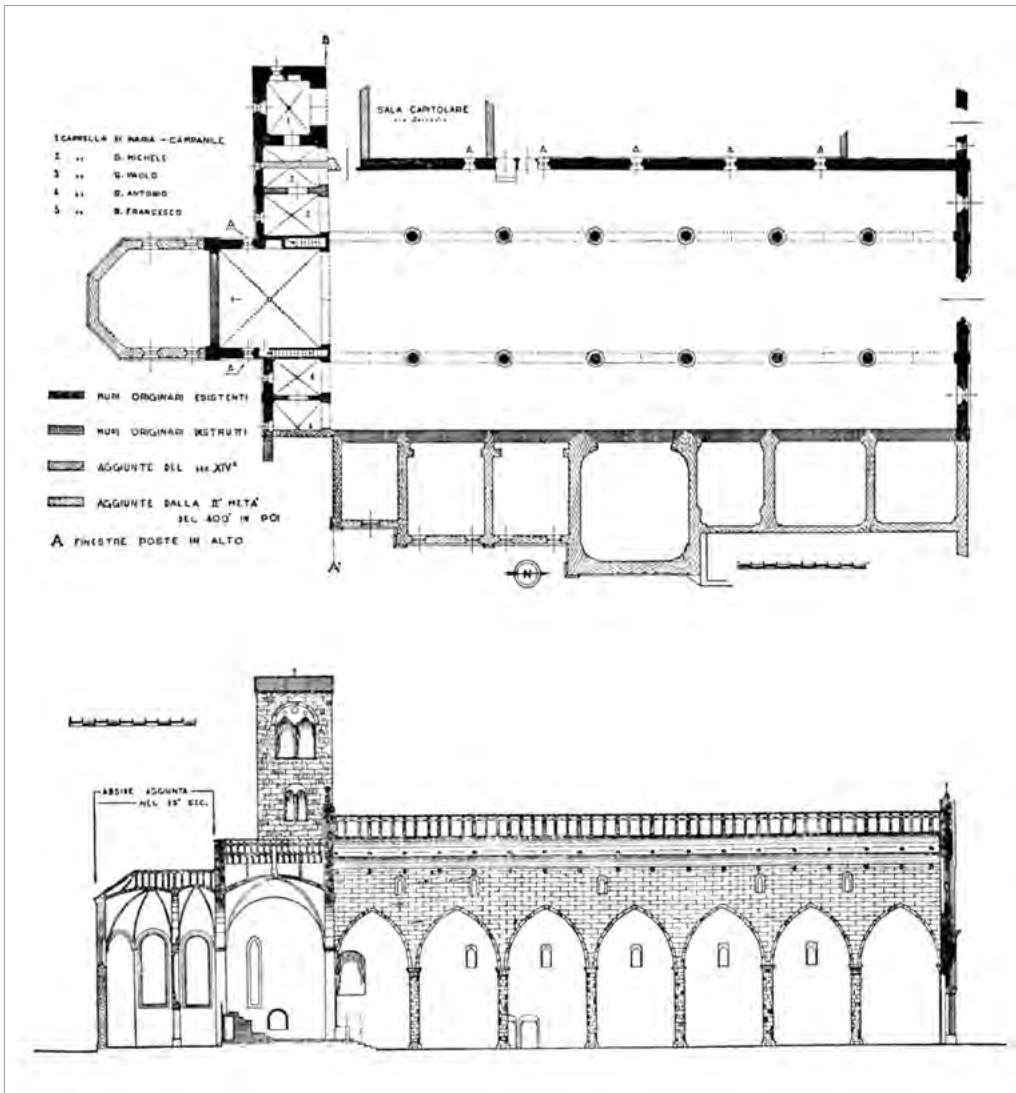 B
SALA CAPITOLARE
1 CAPPELLA DI MARIA - CAMPANILE
2 " S. MICHELE
3 " S. PAOLO
4 " S. ANTONIO
5 " S. FRANCESCO
MURI ORIGINARI ESISTENTI
MURI ORIGINARI DISTRUTTI
AGGIUNTE DEL XIV°
AGGIUNTE DALLA II° METÀ
DEL 400° IN POI
A FINESTRE POSTE IN ALTO
N
ABSIDE AGGIUNTA
NEL 15° SEC.